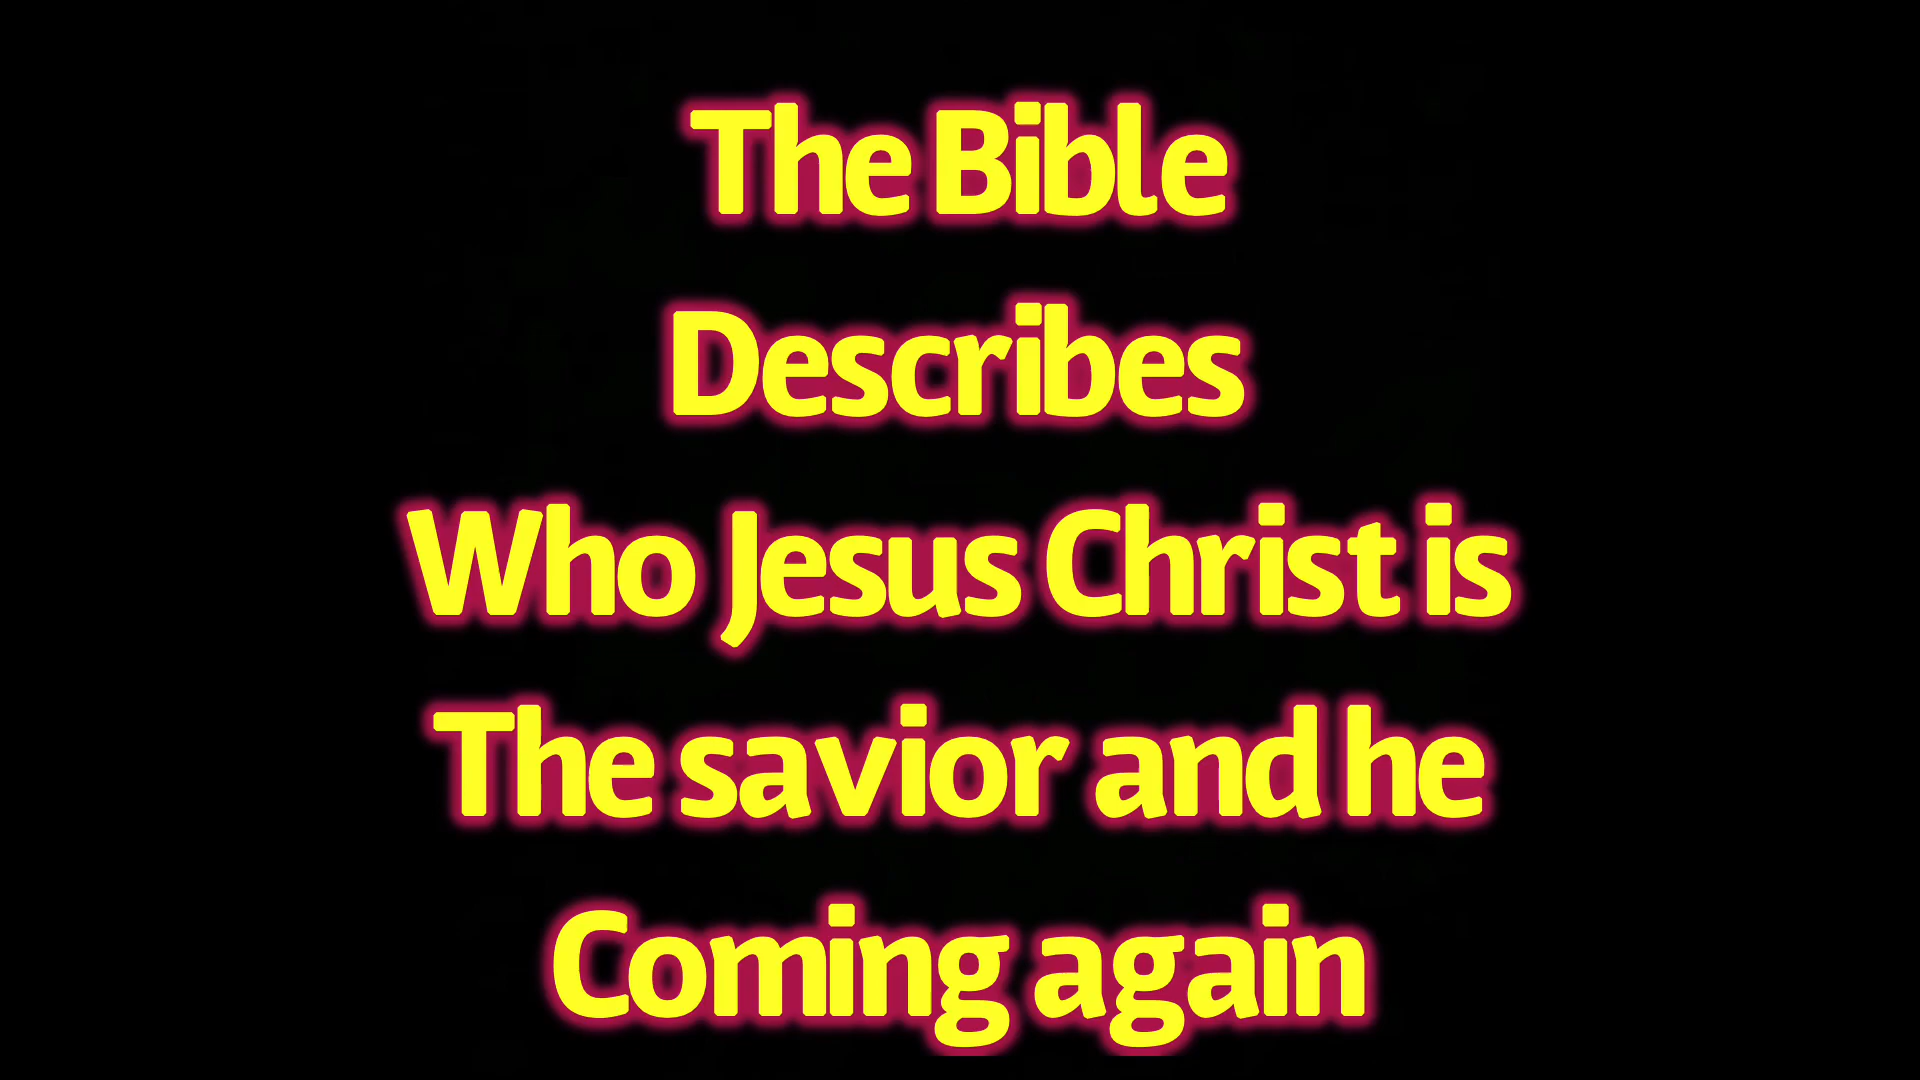 The Bible
Describes
Who Jesus Christ is
The savior and he
Coming again